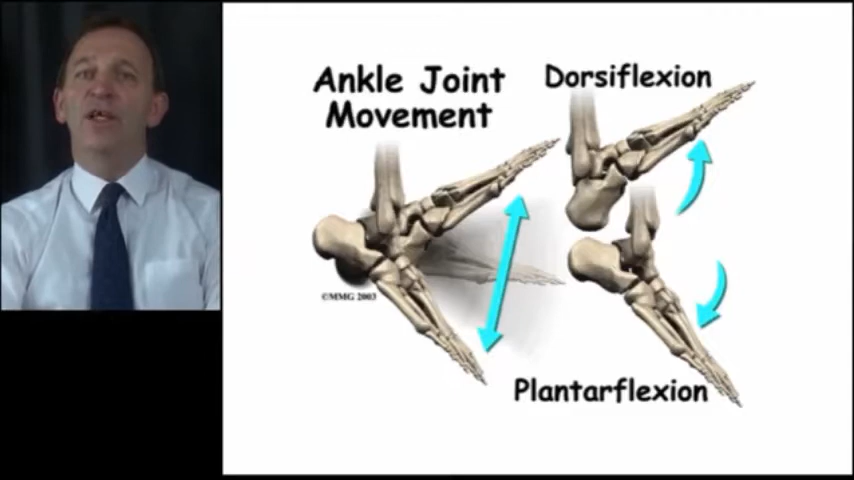 Ankle Joint
Movement
Dorsiflexion
©MMG 2003
Plantarflexion